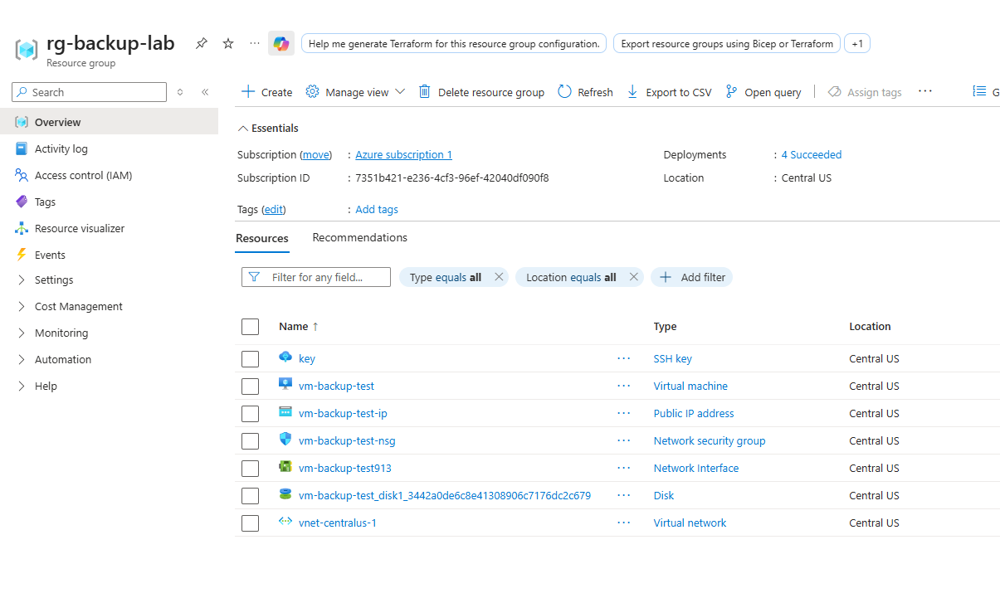 rg-backup-lab
Resource group
Help me generate Terraform for this resource group configuration.
Export resource groups using Bicep or Terraform
+1
Search
Overview
Activity log
Access control (IAM)
Tags
Resource visualizer
Events
Settings
Cost Management
Monitoring
Automation
Help
Create
Manage view
Delete resource group
Refresh
Export to CSV
Open query
Assign tags
G
Essentials
Subscription (move) : Azure subscription 1
Subscription ID : 7351b421-e236-4cf3-96ef-42040df090f8
Tags (edit) : Add tags
Deployments : 4 Succeeded
Location : Central US
Resources Recommendations
Filter for any field... Type equals all Location equals all Add filter
Name ↑ Type Location
key ... SSH key Central US
vm-backup-test ... Virtual machine Central US
vm-backup-test-ip ... Public IP address Central US
vm-backup-test-nsg ... Network security group Central US
vm-backup-test913 ... Network Interface Central US
vm-backup-test_disk1_3442a0de6c8e41308906c7176dc2c679 ... Disk Central US
vnet-centralus-1 ... Virtual network Central US